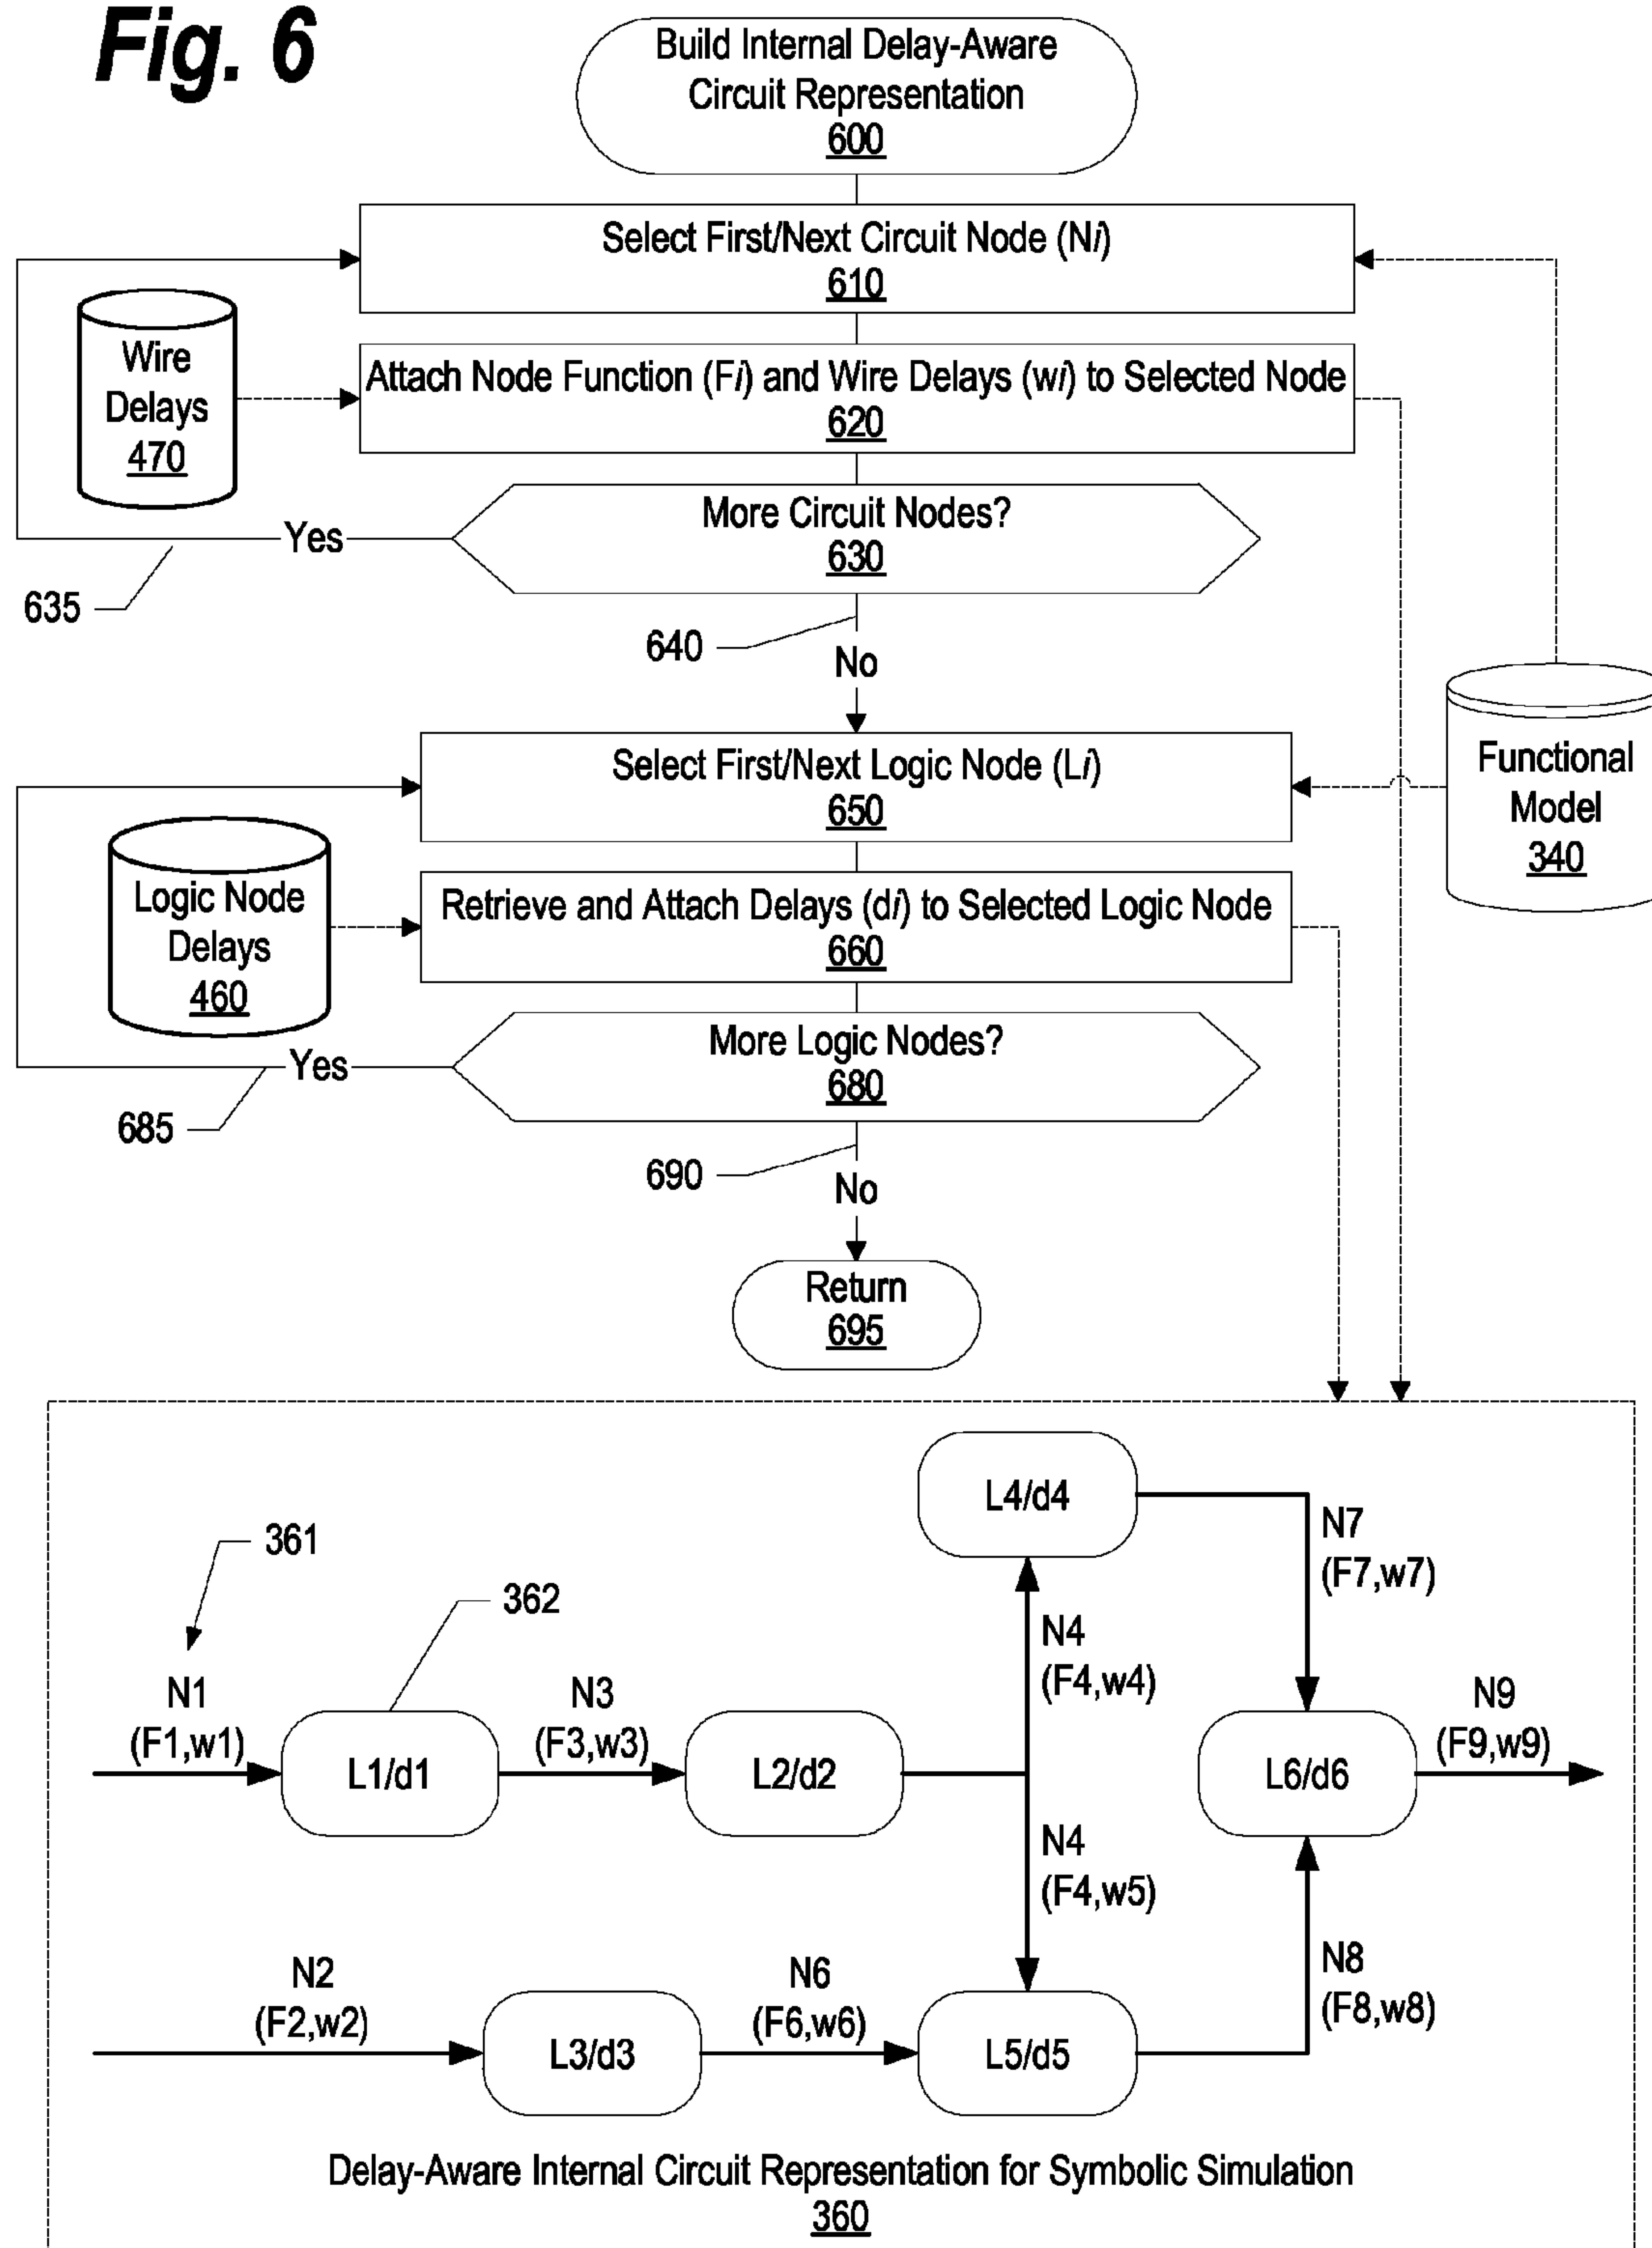 Fig. 6
Build Internal Delay-Aware
Circuit Representation
600
Select First/Next Circuit Node (Ni)
610
Wire
Delays
470
Attach Node Function (Fi) and Wire Delays (wi) to Selected Node
620
More Circuit Nodes?
630
Yes
635
640
No
Select First/Next Logic Node (Li)
650
Functional
Model
340
Logic Node
Delays
460
Retrieve and Attach Delays (di) to Selected Logic Node
660
More Logic Nodes?
680
Yes
685
690
No
Return
695
361
362
N1
(F1,w1)
L1/d1
N3
(F3,w3)
L2/d2
L4/d4
N4
(F4,w4)
N4
(F4,w5)
N7
(F7,w7)
L6/d6
N9
(F9,w9)
N2
(F2,w2)
L3/d3
N6
(F6,w6)
L5/d5
N8
(F8,w8)
Delay-Aware Internal Circuit Representation for Symbolic Simulation
360